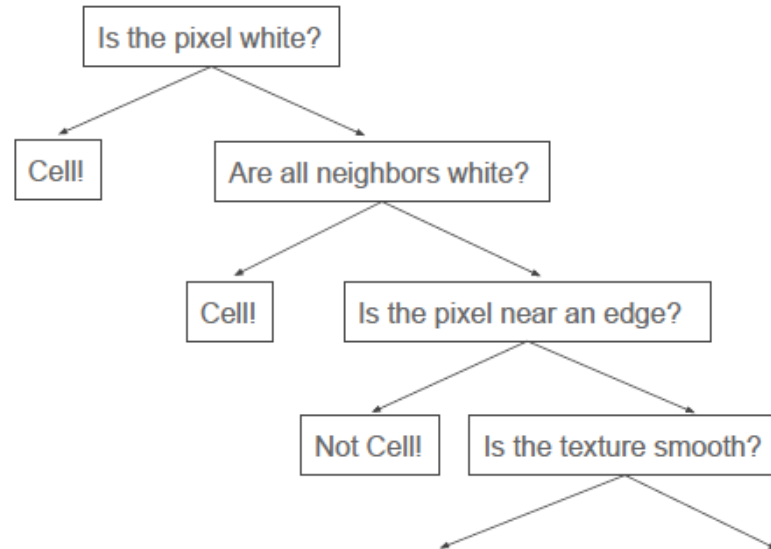 Is the pixel white?
Cell!
Are all neighbors white?
Cell!
Is the pixel near an edge?
Not Cell!
Is the texture smooth?